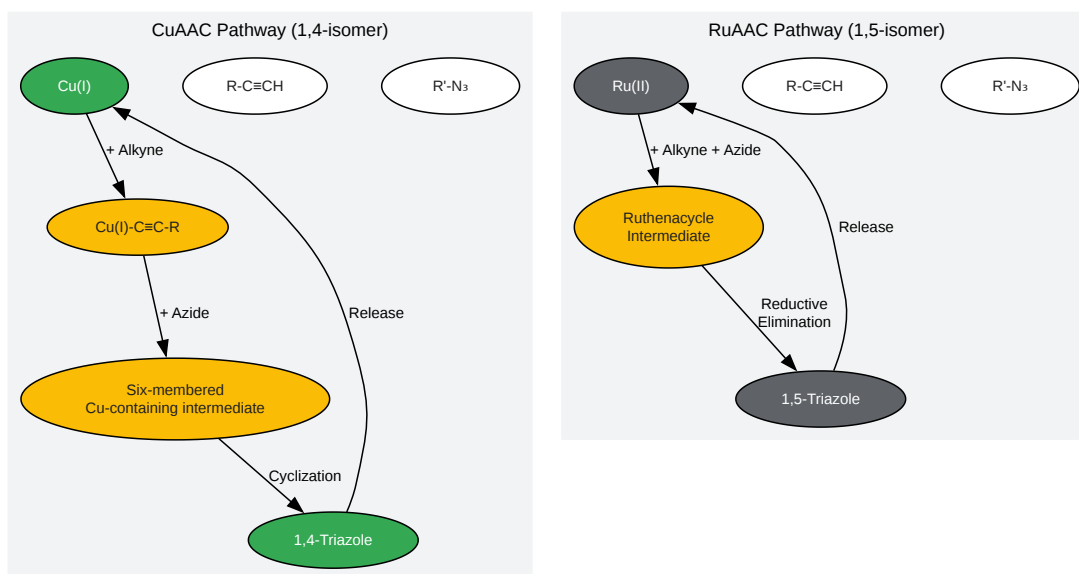 CuAAC Pathway (1,4-isomer)
Cu(I)
R-C≡CH
R'-N₃
+ Alkyne
Cu(I)-C≡C-R
+ Azide
Release
Six-membered
Cu-containing intermediate
Cyclization
1,4-Triazole
RuAAC Pathway (1,5-isomer)
Ru(II)
R-C≡CH
R'-N₃
+ Alkyne + Azide
Ruthenacycle
Intermediate
Release
Reductive
Elimination
1,5-Triazole